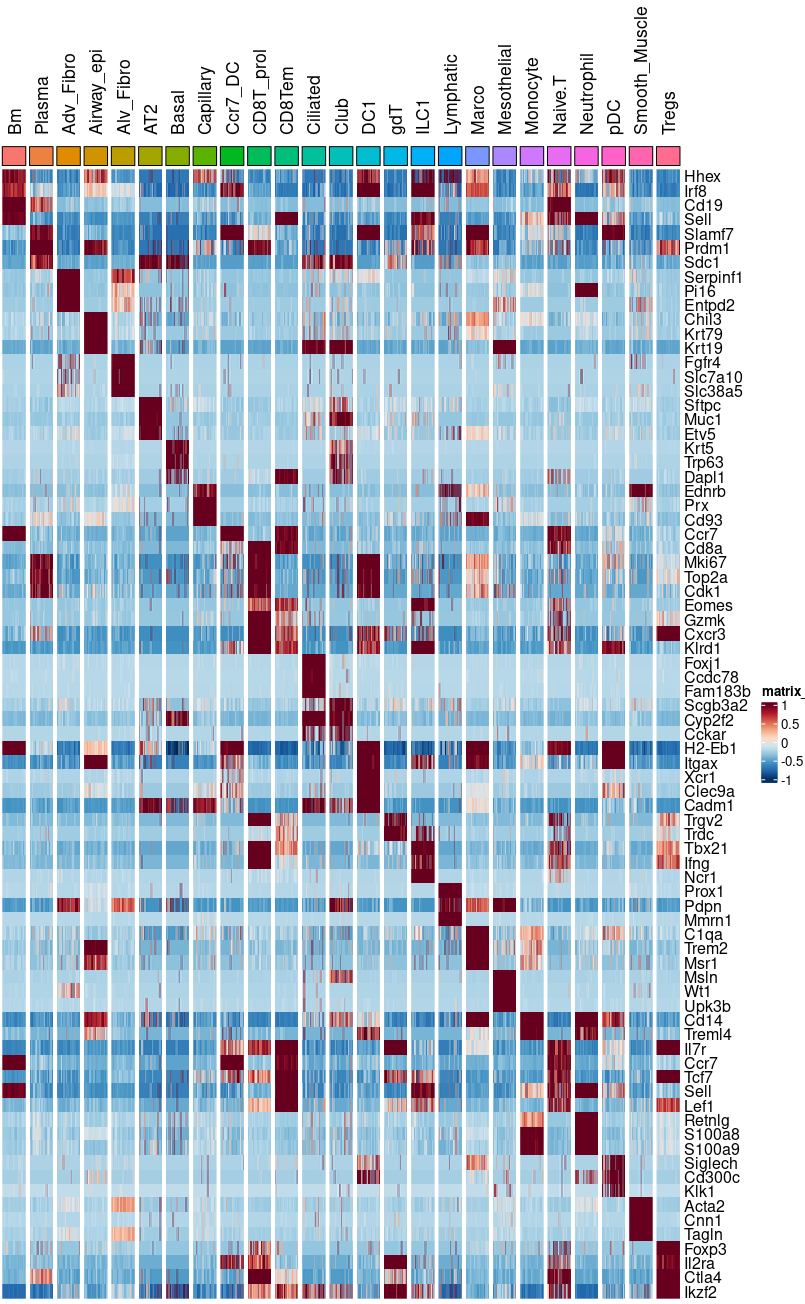 Bm
Plasma
Adv_Fibro
Airway_epi
Alv_Fibro
AT2
Basal
Capillary
Ccr7_DC
CD8T_prol
CD8Tem
Ciliated
Club
DC1
gdT
ILC1
Lymphatic
Marco
Mesothelial
Monocyte
Naive.T
Neutrophil
pDC
Smooth_Muscle
Tregs
Hhex
Irf8
Cd19
Sell
Slamf7
Prdm1
Sdc1
Serpinf1
Pi16
Entpd2
Chil3
Krt79
Krt19
Fgfr4
Slc7a10
Slc38a5
Sftpc
Muc1
Etv5
Krt5
Trp63
Dapl1
Ednrb
Prx
Cd93
Ccr7
Cd8a
Mki67
Top2a
Cdk1
Eomes
Gzmk
Cxcr3
Klrd1
Foxj1
Ccdc78
Fam183b
Scgb3a2
Cyp2f2
Cckar
H2-Eb1
Itgax
Xcr1
Clec9a
Cadm1
Trgv2
Trdc
Tbx21
Ifng
Ncr1
Prox1
Pdpn
Mmrn1
C1qa
Trem2
Msr1
Msln
Wt1
Upk3b
Cd14
Treml4
Il7r
Ccr7
Tcf7
Sell
Lef1
Retnlg
S100a8
S100a9
Siglech
Cd300c
Klk1
Acta2
Cnn1
Tagln
Foxp3
Il2ra
Ctla4
Ikzf2
matrix_
1
0.5
0
-0.5
-1